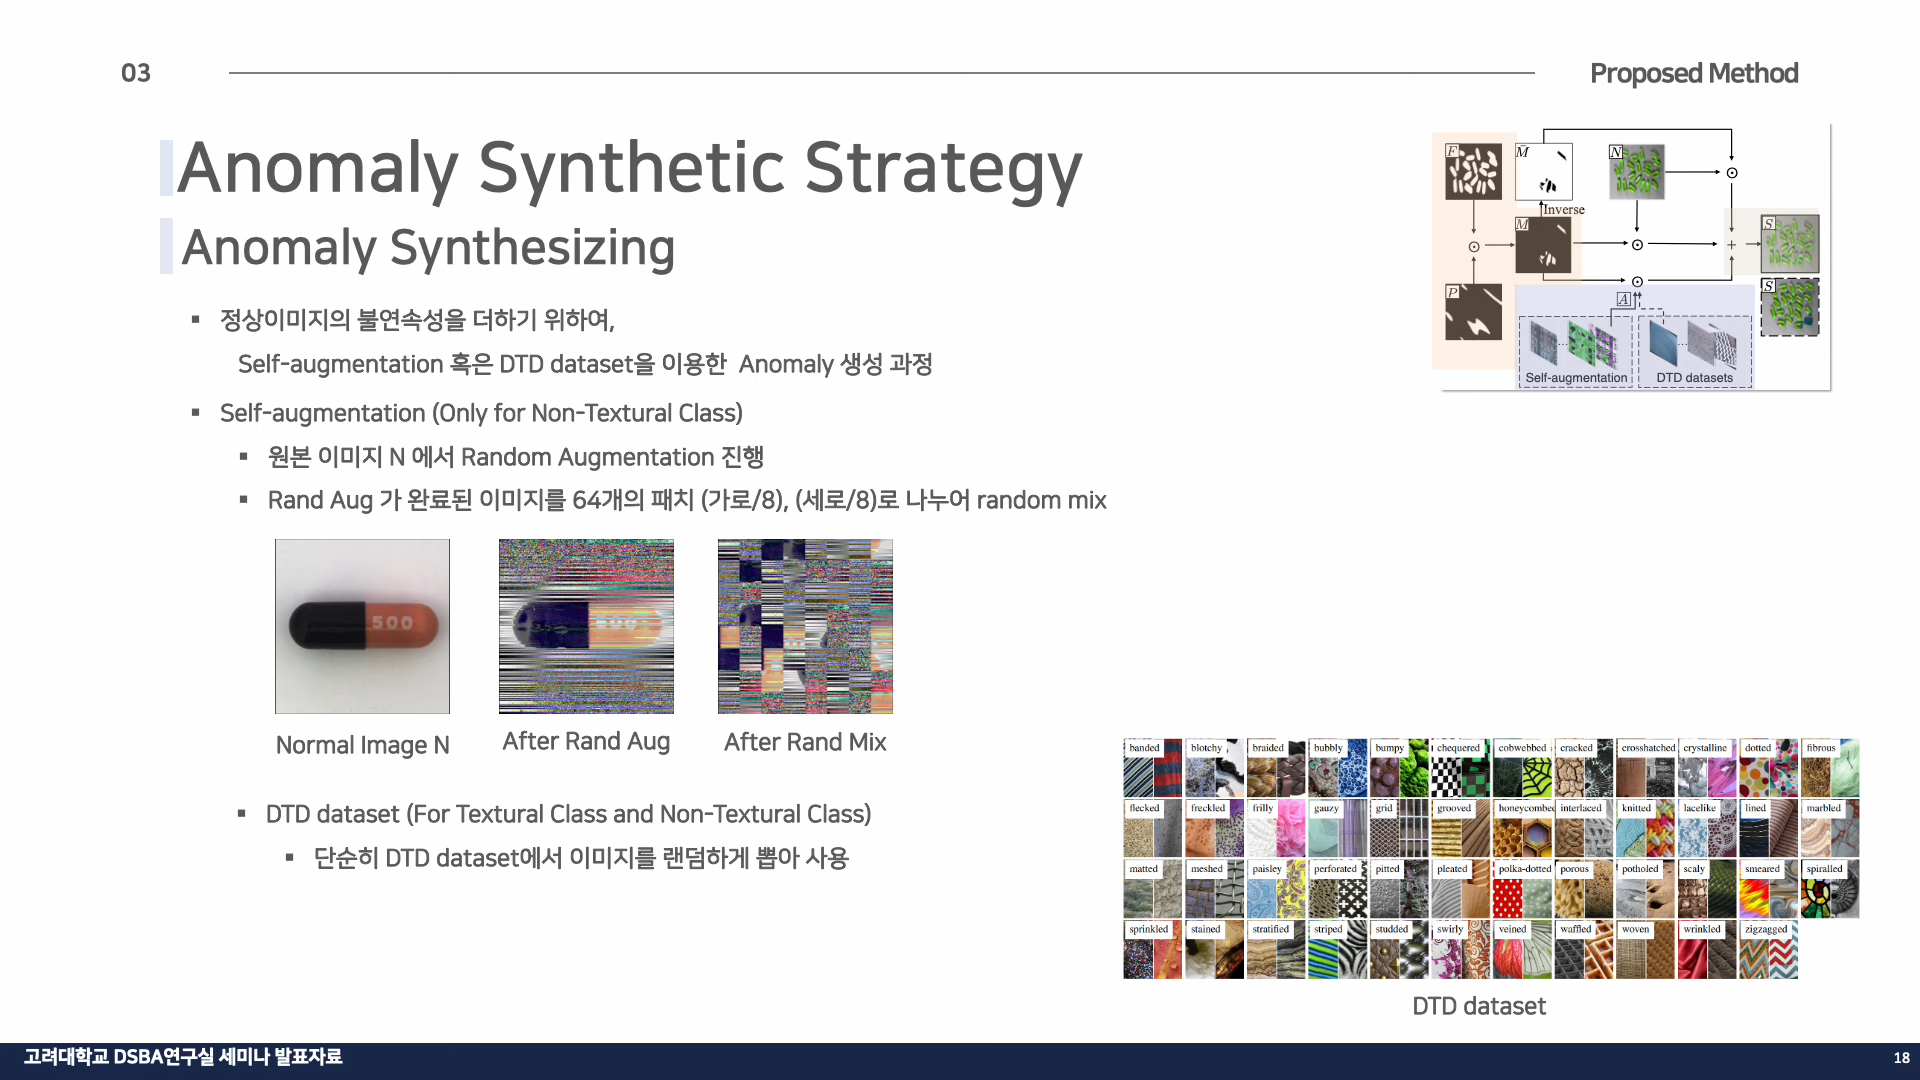 03
Proposed Method
Anomaly Synthetic Strategy
Anomaly Synthesizing
▪ 정상이미지의 불연속성을 더하기 위하여,
Self-augmentation 혹은 DTD dataset을 이용한 Anomaly 생성 과정
▪ Self-augmentation (Only for Non-Textural Class)
▪ 원본 이미지 N 에서 Random Augmentation 진행
▪ Rand Aug 가 완료된 이미지를 64개의 패치 (가로/8), (세로/8)로 나누어 random mix
500
Normal Image N
After Rand Aug
After Rand Mix
▪ DTD dataset (For Textural Class and Non-Textural Class)
▪ 단순히 DTD dataset에서 이미지를 랜덤하게 뽑아 사용
F
M̄
N
Inverse
M
S
P
A
S
Self-augmentation
DTD datasets
banded blotchy braided bubbly bumpy chequered cobwebbed cracked crosshatched crystalline dotted fibrous
flecked freckled frilly gauzy grid grooved honeycombed interlaced knitted lacelike lined marbled
matted meshed paisley perforated pitted pleated polka-dotted porous potholed scaly smeared spiralled
sprinkled stained stratified striped studded swirly veined waffled woven wrinkled zigzagged
DTD dataset
고려대학교 DSBA연구실 세미나 발표자료
18